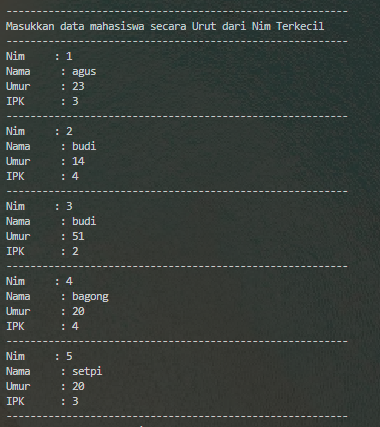 ---------------------------------------------------------
Masukkan data mahasiswa secara Urut dari Nim Terkecil
---------------------------------------------------------
Nim : 1
Nama : agus
Umur : 23
IPK : 3
---------------------------------------------------------
Nim : 2
Nama : budi
Umur : 14
IPK : 4
---------------------------------------------------------
Nim : 3
Nama : budi
Umur : 51
IPK : 2
---------------------------------------------------------
Nim : 4
Nama : bagong
Umur : 20
IPK : 4
---------------------------------------------------------
Nim : 5
Nama : setpi
Umur : 20
IPK : 3
---------------------------------------------------------